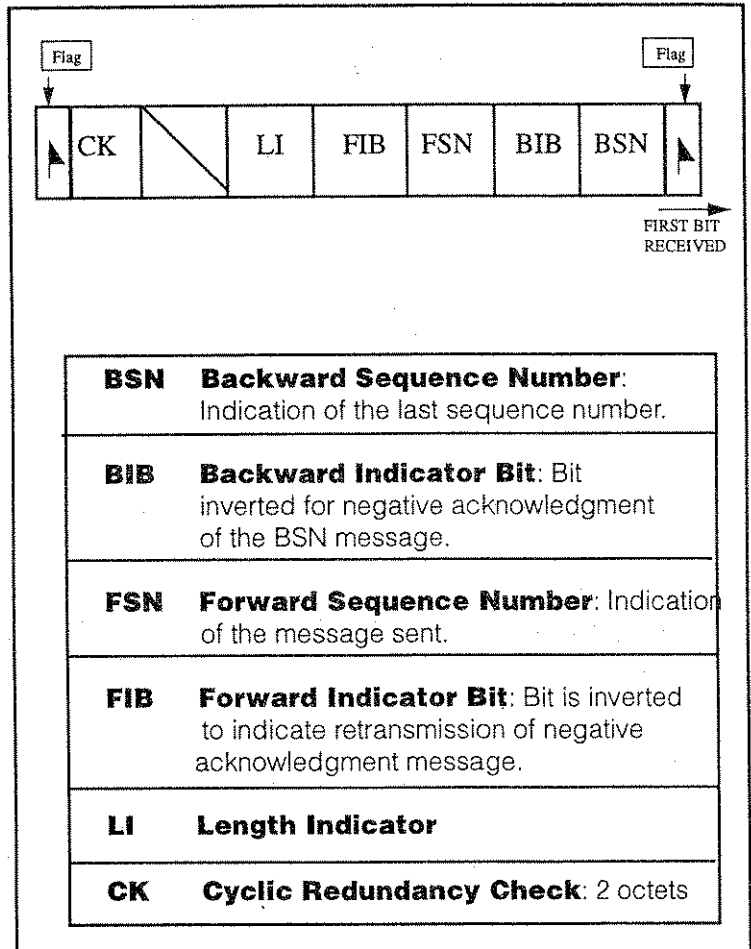 Flag
Flag
CK LI FIB FSN BIB BSN
FIRST BIT
RECEIVED
BSN Backward Sequence Number:
Indication of the last sequence number.
BIB Backward Indicator Bit: Bit
inverted for negative acknowledgment
of the BSN message.
FSN Forward Sequence Number: Indication
of the message sent.
FIB Forward Indicator Bit: Bit is inverted
to indicate retransmission of negative
acknowledgment message.
LI Length Indicator
CK Cyclic Redundancy Check: 2 octets